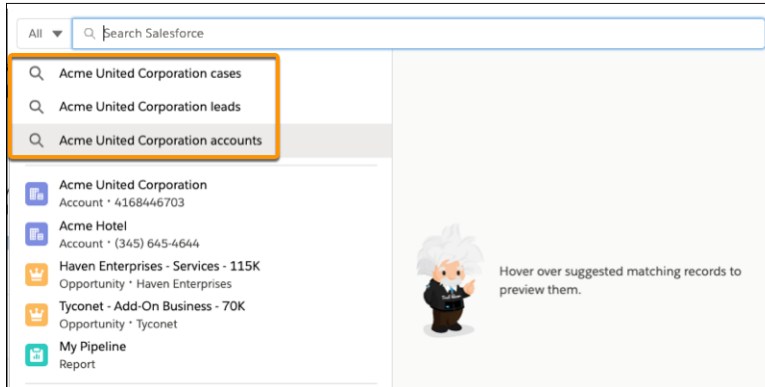 All
Search Salesforce
Acme United Corporation cases
Acme United Corporation leads
Acme United Corporation accounts
Acme United Corporation
Account • 4168446703
Acme Hotel
Account • (345) 645-4644
Haven Enterprises - Services - 115K
Opportunity • Haven Enterprises
Tyconet - Add-On Business - 70K
Opportunity • Tyconet
My Pipeline
Report
Hover over suggested matching records to
preview them.